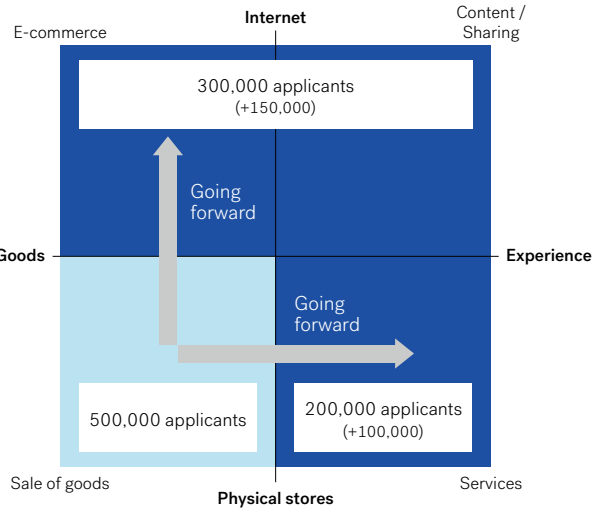 Internet
E-commerce
Content /
Sharing
300,000 applicants
(+150,000)
Going
forward
Goods
Experience
Going
forward
500,000 applicants
200,000 applicants
(+100,000)
Sale of goods
Services
Physical stores